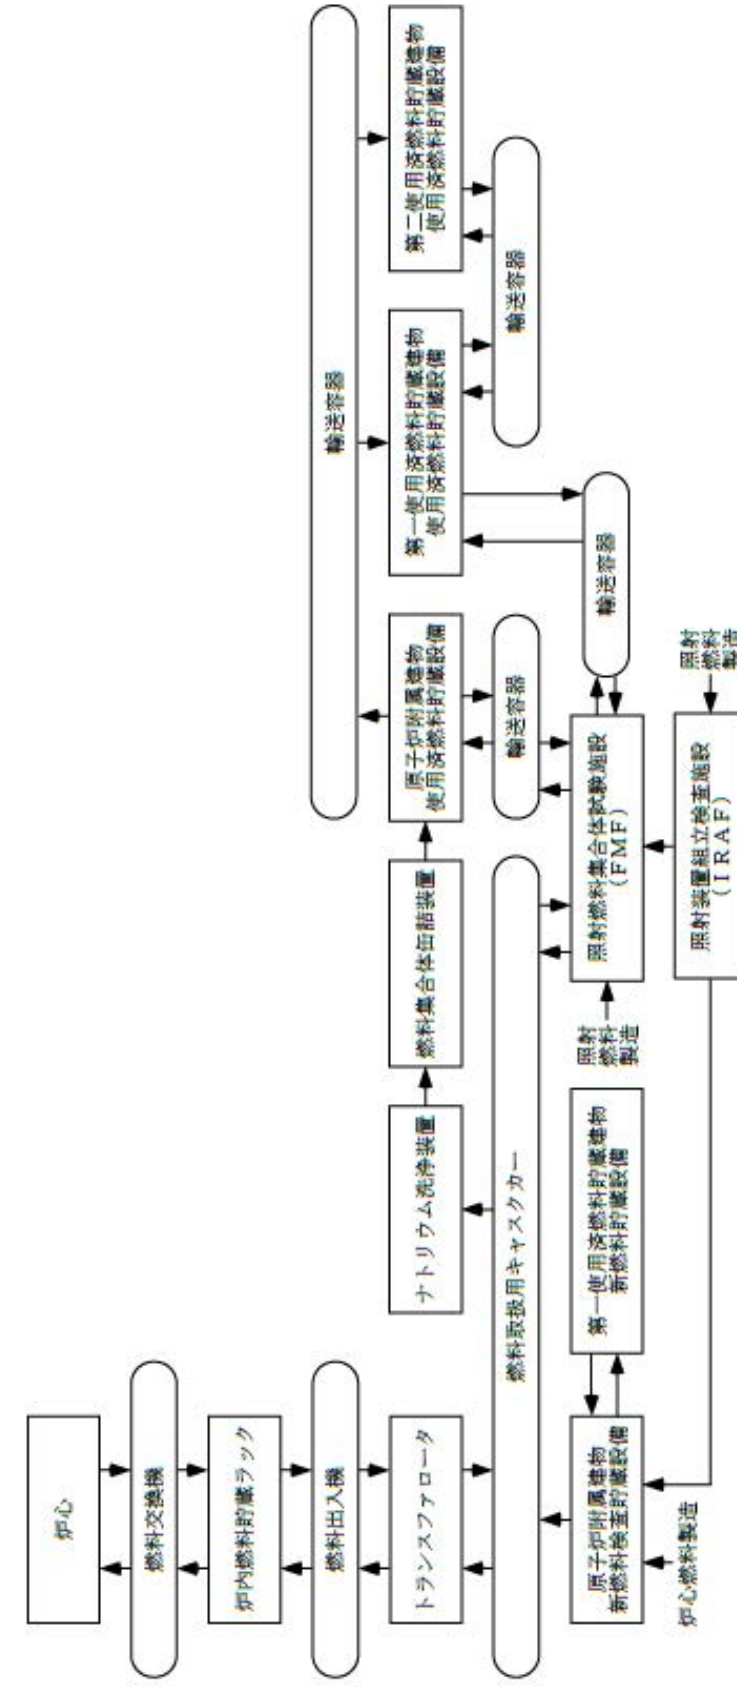 炉心
燃料交換機
炉内燃料貯蔵ラック
燃料出入機
トランスファロータ
燃料取扱用キャスクカー
原子炉附属建物
新燃料検査貯蔵設備
炉心燃料製造
第一使用済燃料貯蔵建物
新燃料貯蔵設備
ナトリウム洗浄装置
燃料集合体缶詰装置
原子炉附属建物
使用済燃料貯蔵設備
輸送容器
輸送容器
第一使用済燃料貯蔵建物
使用済燃料貯蔵設備
第二使用済燃料貯蔵建物
使用済燃料貯蔵設備
輸送容器
輸送容器
照射
燃料
製造
照射燃料集合体試験施設
(FMF)
照射装置組立検査施設
(IRAF)
照射
燃料
製造